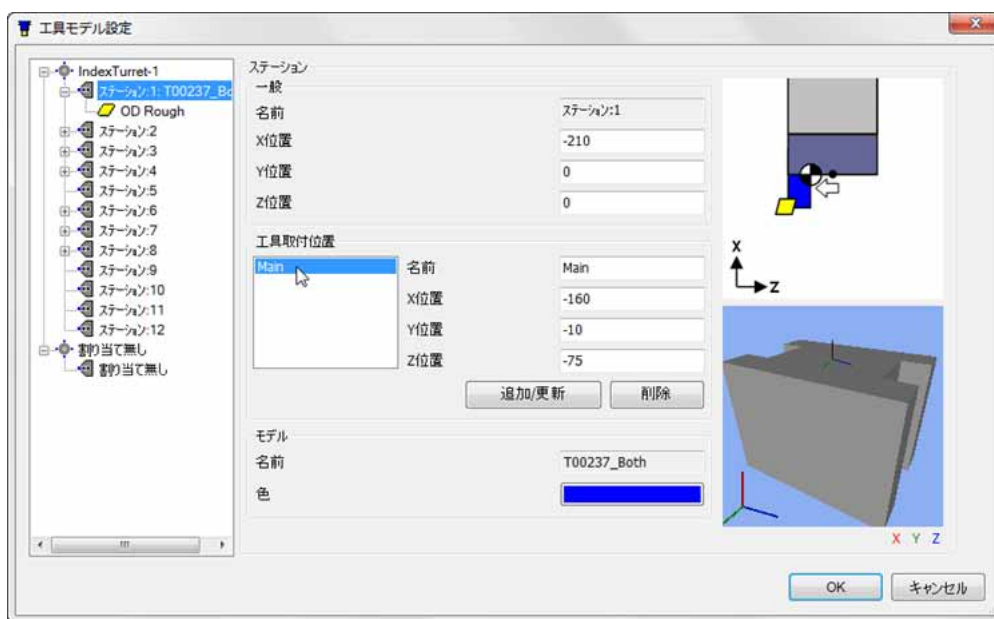 工具モデル設定
IndexTurret-1
ステーション:1: T00237_Bo
OD Rough
ステーション:2
ステーション:3
ステーション:4
ステーション:5
ステーション:6
ステーション:7
ステーション:8
ステーション:9
ステーション:10
ステーション:11
ステーション:12
割り当て無し
割り当て無し
ステーション
一般
名前 ステーション:1
X位置 -210
Y位置 0
Z位置 0
工具取付位置
Main
名前 Main
X位置 -160
Y位置 -10
Z位置 -75
追加/更新 削除
モデル
名前 T00237_Both
色
X
Z
X Y Z
OK キャンセル